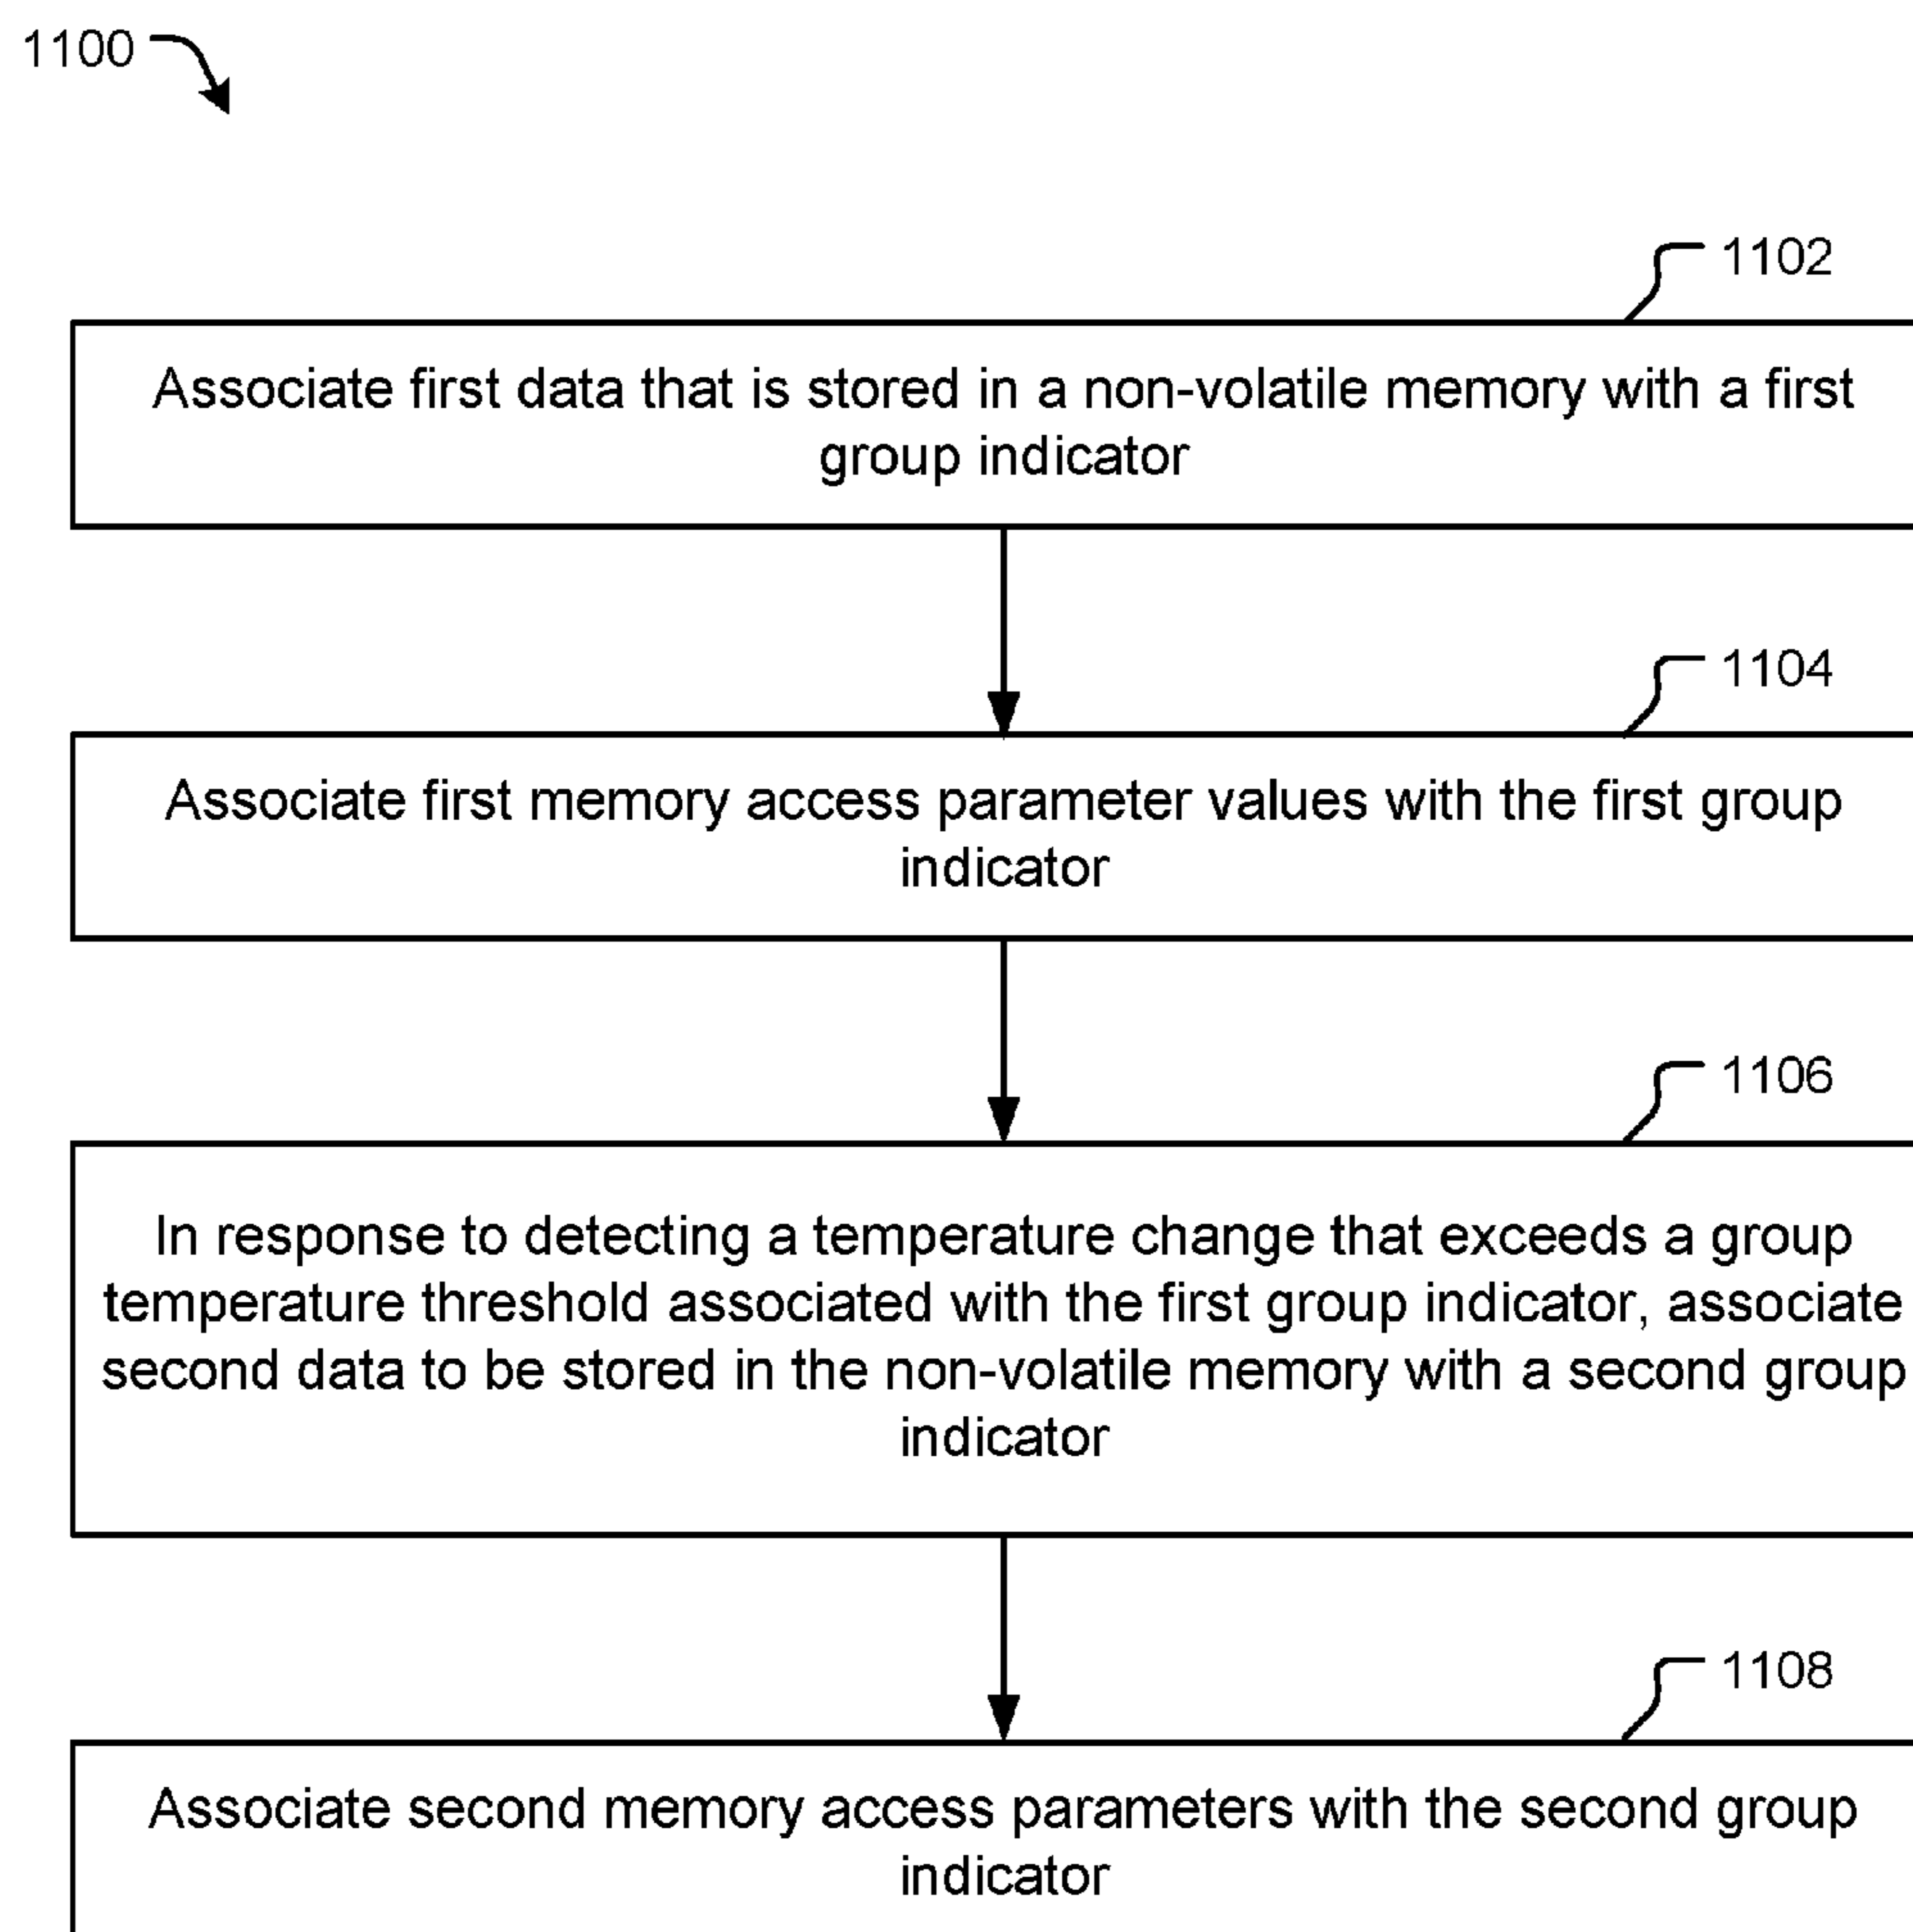 1100
1102
Associate first data that is stored in a non-volatile memory with a first
group indicator
1104
Associate first memory access parameter values with the first group
indicator
1106
In response to detecting a temperature change that exceeds a group
temperature threshold associated with the first group indicator, associate
second data to be stored in the non-volatile memory with a second group
indicator
1108
Associate second memory access parameters with the second group
indicator